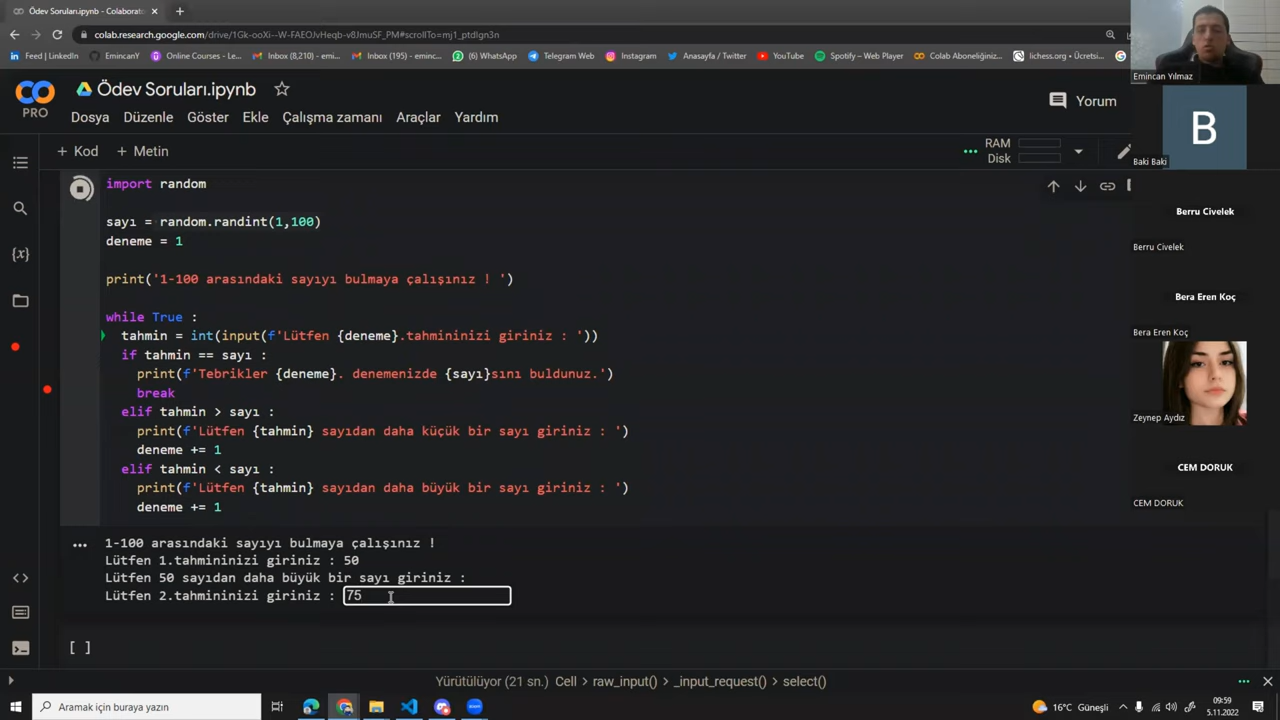 Ödev Soruları.ipynb - Colaborato
colab.research.google.com/drive/1Gk-ooXi--W-FAEOJvHeqb-v8JmuSF_PM#scrollTo=mj1_ptdIgn3e
Feed | LinkedIn
EmincanY
Online Courses - Le...
Inbox (8,210) - emi...
Inbox (195) - eminc...
WhatsApp
Telegram Web
Instagram
Anasayfa / Twitter
YouTube
Spotify – Web Player
Colab Aboneliğiniz...
lichess.org • Ücretsi...
Emincan Yılmaz
CO
PRO
Ödev Soruları.ipynb
Yorum
Dosya Düzenle Göster Ekle Çalışma zamanı Araçlar Yardım
B
Baki Baki
+ Kod + Metin
RAM
Disk
import random
sayı = random.randint(1,100)
deneme = 1
print('1-100 arasındaki sayıyı bulmaya çalışınız ! ')
while True :
tahmin = int(input(f'Lütfen {deneme}.tahmininizi giriniz : '))
if tahmin == sayı :
print(f'Tebrikler {deneme}. denemenizde {sayı}sını buldunuz.')
break
elif tahmin > sayı :
print(f'Lütfen {tahmin} sayıdan daha küçük bir sayı giriniz : ')
deneme += 1
elif tahmin < sayı :
print(f'Lütfen {tahmin} sayıdan daha büyük bir sayı giriniz : ')
deneme += 1
Berru Civelek
Berru Civelek
Bera Eren Koç
Bera Eren Koç
Zeynep Aydız
CEM DORUK
CEM DORUK
1-100 arasındaki sayıyı bulmaya çalışınız !
Lütfen 1.tahmininizi giriniz : 50
Lütfen 50 sayıdan daha büyük bir sayı giriniz :
Lütfen 2.tahmininizi giriniz : 75
[ ]
Yürütülüyor (21 sn.) Cell > raw_input() > _input_request() > select()
Aramak için buraya yazın
16°C Güneşli
09:59
5.11.2022